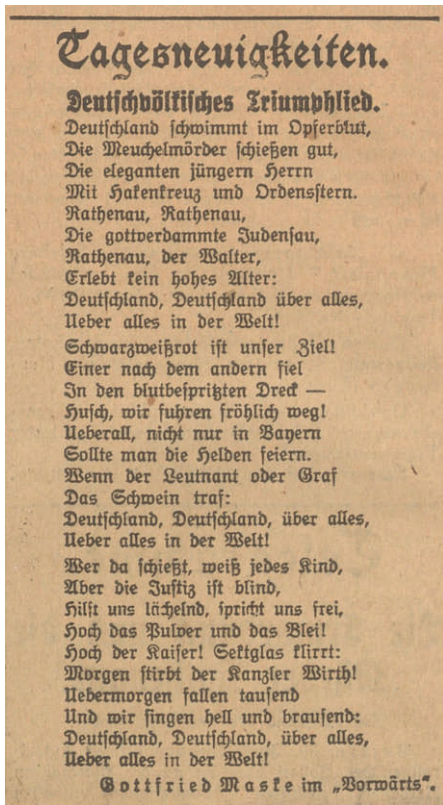 Tagesneuigkeiten.
Deutschvölkisches Triumphlied.
Deutschland schwimmt im Opferblut,
Die Meuchelmörder schießen gut,
Die eleganten jüngern Herrn
Mit Hakenkreuz und Ordensstern.
Rathenau, Rathenau,
Die gottverdammte Judensau,
Rathenau, der Walter,
Erlebt kein hohes Alter:
Deutschland, Deutschland über alles,
Ueber alles in der Welt!
Schwarzweißrot ist unser Ziel!
Einer nach dem andern fiel
In den blutbespritzten Dreck —
Husch, wir fuhren fröhlich weg!
Ueberall, nicht nur in Bayern
Sollte man die Helden feiern.
Wenn der Leutnant oder Graf
Das Schwein traf:
Deutschland, Deutschland, über alles,
Ueber alles in der Welt!
Wer da schießt, weiß jedes Kind,
Aber die Justiz ist blind,
Hilft uns lächelnd, spricht uns frei,
Hoch das Pulver und das Blei!
Hoch der Kaiser! Sektglas klirrt:
Morgen stirbt der Kanzler Wirth!
Uebermorgen fallen tausend
Und wir singen hell und brausend:
Deutschland, Deutschland, über alles,
Ueber alles in der Welt!
Gottfried Maske im „Vorwärts“.